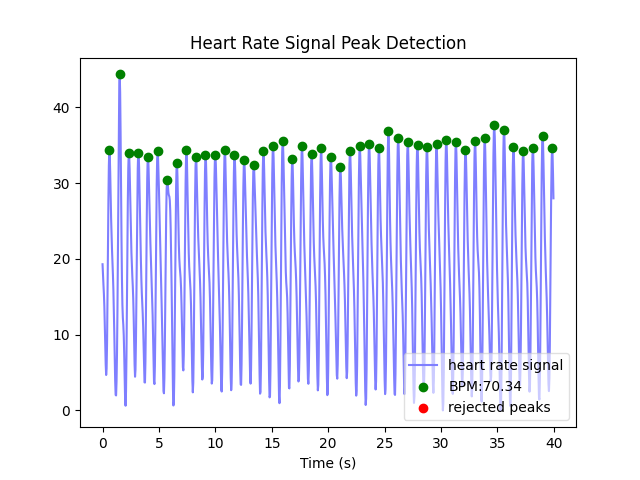 Heart Rate Signal Peak Detection
40
30
20
10
0
heart rate signal
BPM:70.34
rejected peaks
0 5 10 15 20 25 30 35 40
Time (s)